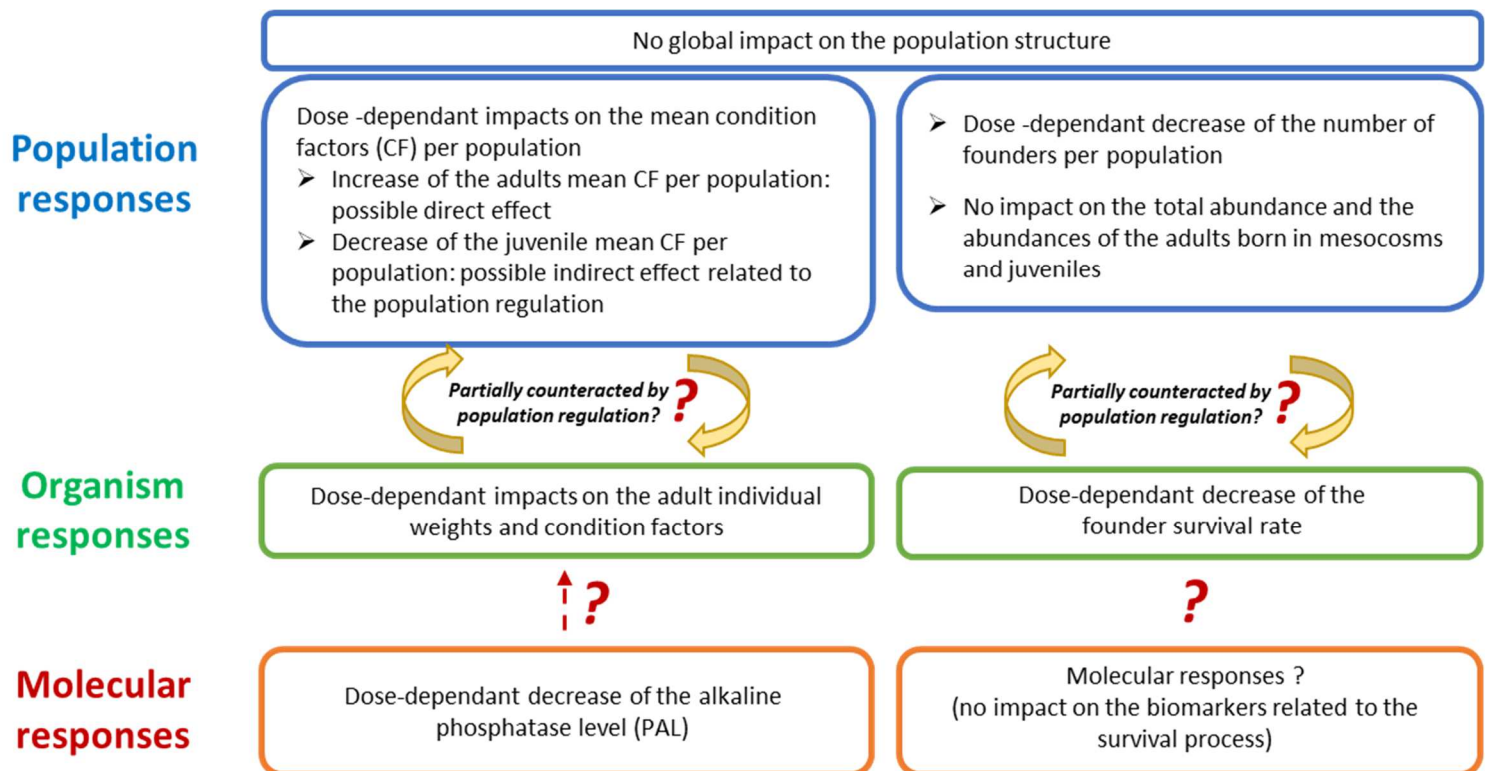 No global impact on the population structure
Population
responses
Dose -dependant impacts on the mean condition
factors (CF) per population
➤ Increase of the adults mean CF per population:
possible direct effect
➤ Decrease of the juvenile mean CF per
population: possible indirect effect related to
the population regulation
➤ Dose -dependant decrease of the number of
founders per population
➤ No impact on the total abundance and the
abundances of the adults born in mesocosms
and juveniles
Partially counteracted by
population regulation?
?
Partially counteracted by
population regulation?
?
Organism
responses
Dose-dependant impacts on the adult individual
weights and condition factors
Dose-dependant decrease of the
founder survival rate
?
?
Molecular
responses
Dose-dependant decrease of the alkaline
phosphatase level (PAL)
Molecular responses ?
(no impact on the biomarkers related to the
survival process)